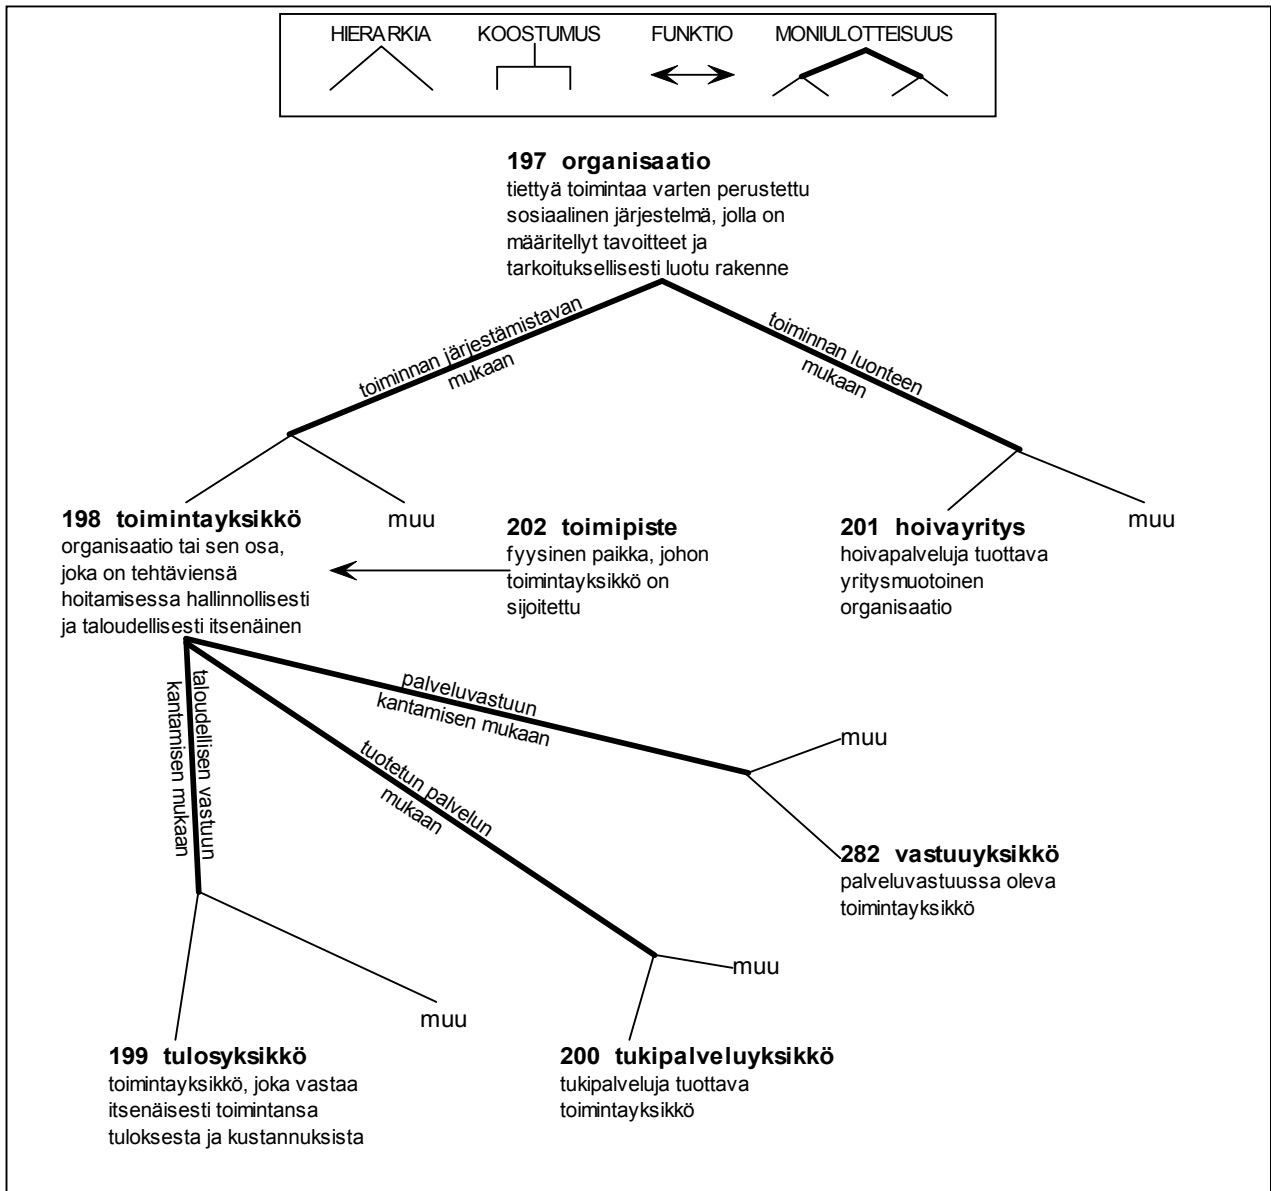 HIERARKIA KOOSTUMUS FUNKTIO MONIULOTTEISUUS
197 organisaatio
tiettyä toimintaa varten perustettu
sosiaalinen järjestelmä, jolla on
määritellyt tavoitteet ja
tarkoituksellisesti luotu rakenne
toiminnan järjestämistavan
mukaan
toiminnan luonteen
mukaan
198 toimintayksikkö
organisaatio tai sen osa,
joka on tehtäviensä
hoitamisessa hallinnollisesti
ja taloudellisesti itsenäinen
muu
202 toimipiste
fyysinen paikka, johon
toimintayksikkö on
sijoitettu
201 hoivayritys
hoivapalveluja tuottava
yritysmuotoinen
organisaatio
muu
taloudellisen vastuun
kantamisen mukaan
tuotetun palvelun
mukaan
palveluvastuun
kantamisen mukaan
muu
282 vastuuyksikkö
palveluvastuussa oleva
toimintayksikkö
muu
muu
199 tulosyksikkö
toimintayksikkö, joka vastaa
itsenäisesti toimintansa
tuloksesta ja kustannuksista
200 tukipalveluyksikkö
tukipalveluja tuottava
toimintayksikkö